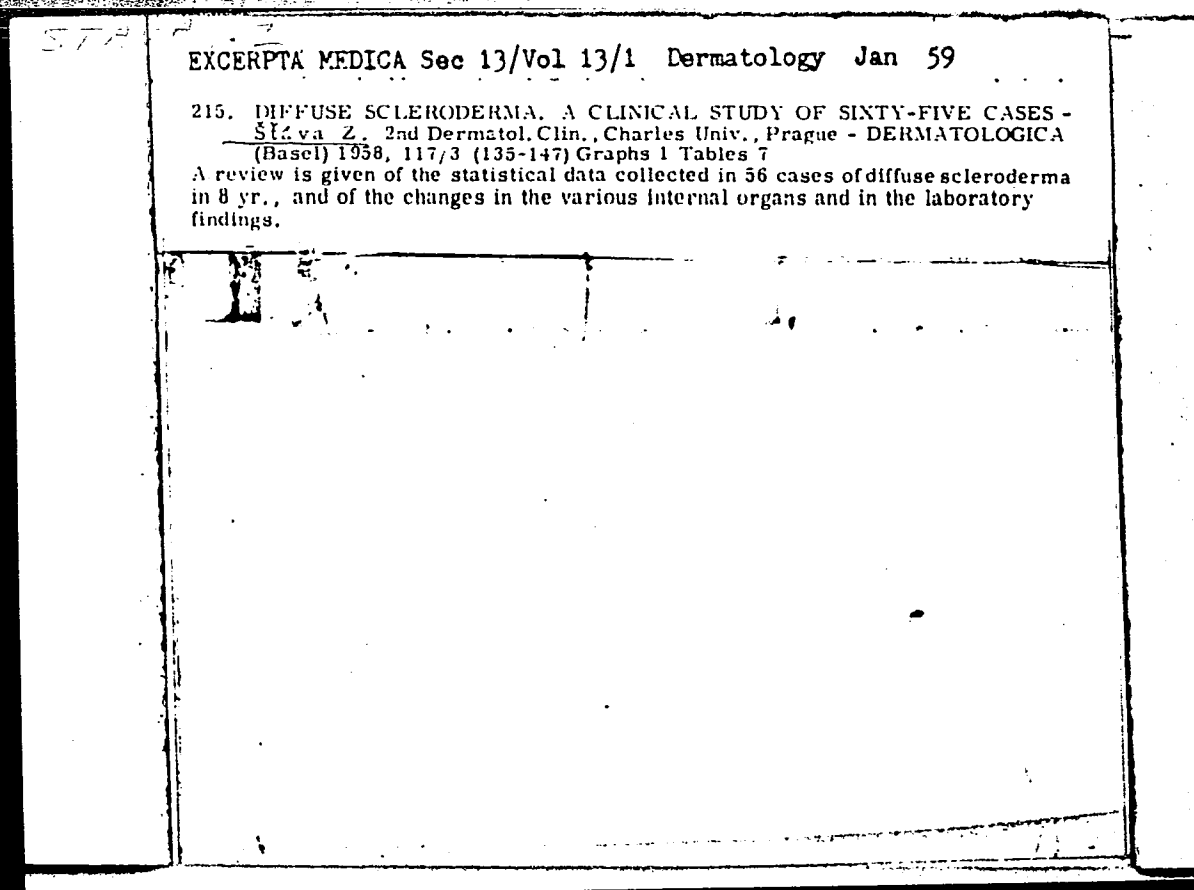 EXCERPTA MEDICA Sec 13/Vol 13/1 Dermatology Jan 59
215. DIFFUSE SCLERODERMA. A CLINICAL STUDY OF SIXTY-FIVE CASES -
Šťáva Z. 2nd Dermatol. Clin., Charles Univ., Prague - DERMATOLOGICA
(Basel) 1958, 117/3 (135-147) Graphs 1 Tables 7
A review is given of the statistical data collected in 56 cases of diffuse scleroderma
in 8 yr., and of the changes in the various internal organs and in the laboratory
findings.